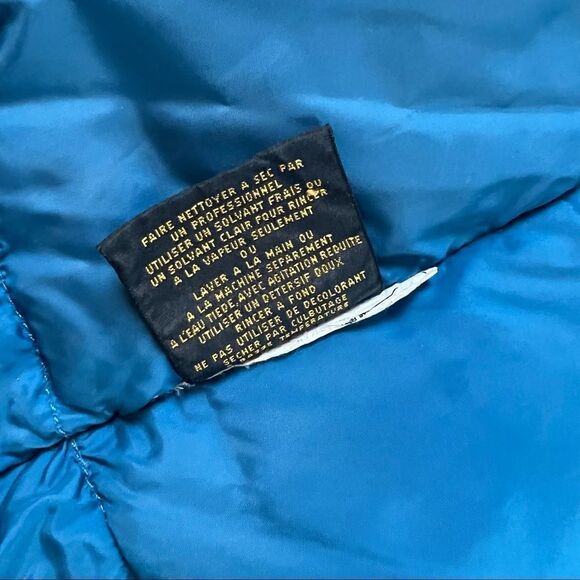 FAIRE NETTOYER A SEC PAR
UN PROFESSIONNEL
UTILISER UN SOLVANT FRAIS OU
UN SOLVANT CLAIR POUR RINCER
A LA VAPEUR SEULEMENT
OU
LAVER A LA MAIN OU
A LA MACHINE SEPAREMENT
A L'EAU TIEDE, AVEC AGITATION REDUITE
UTILISER UN DETERSIF DOUX
RINCER A FOND
NE PAS UTILISER DE DECOLORANT
SECHER PAR CULBUTAGE
TEMPERATURE